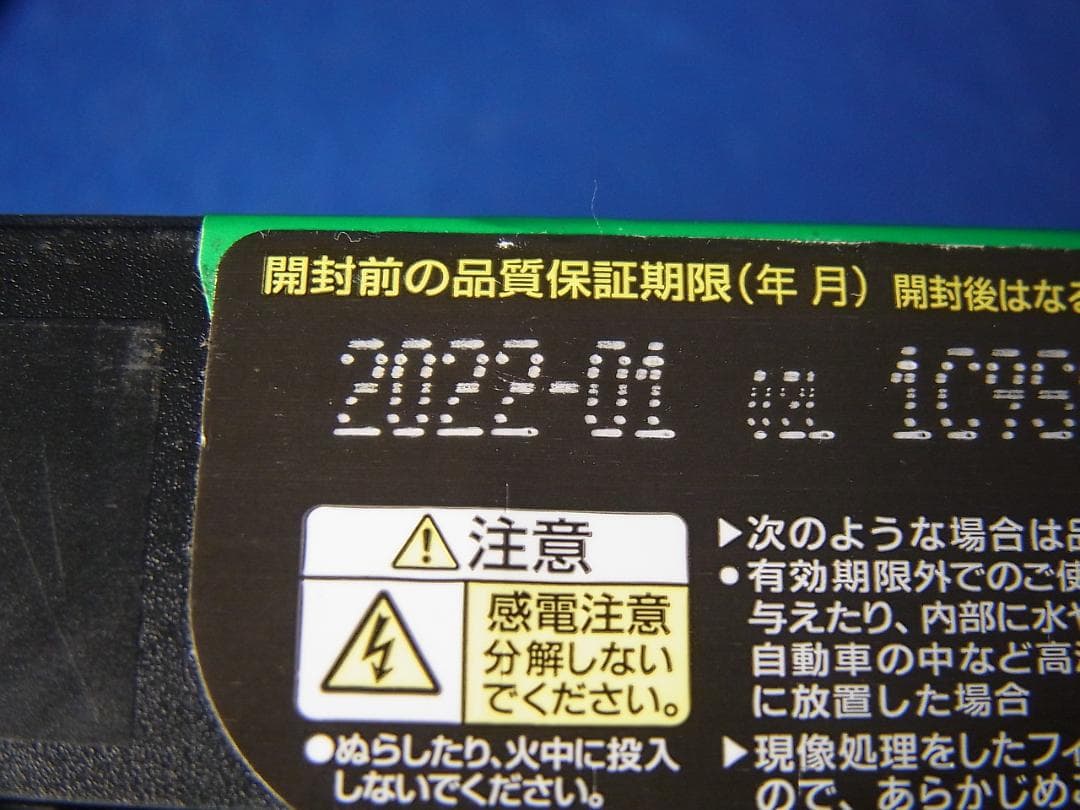 開封前の品質保証期限(年 月) 開封後はなる
2022-01
注意
感電注意
分解しない
でください。
●ぬらしたり、火中に投入
しないでください。
▶次のような場合は品
●有効期限外でのご使
与えたり、内部に水や
自動車の中など高温
に放置した場合
▶現像処理をしたフィ
ので、あらかじめ